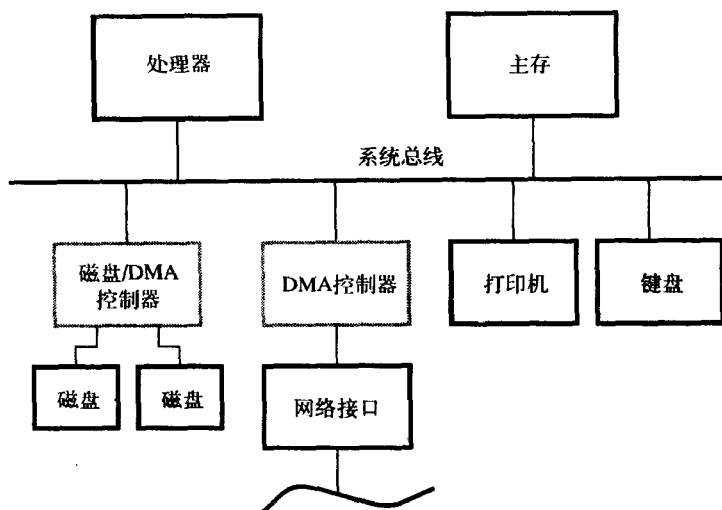 处理器
主存
系统总线
磁盘/DMA
控制器
DMA控制器
打印机
键盘
磁盘
磁盘
网络接口